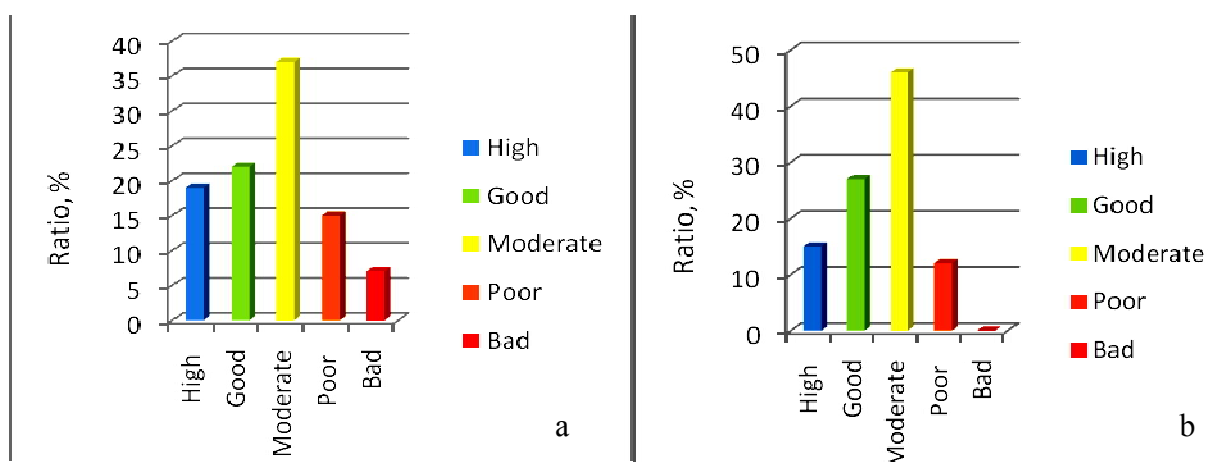 40
35
30
25
20
15
10
5
0
Ratio, %
High
Good
Moderate
Poor
Bad
High
Good
Moderate
Poor
Bad
a
50
40
30
20
10
0
Ratio, %
High
Good
Moderate
Poor
Bad
High
Good
Moderate
Poor
Bad
b